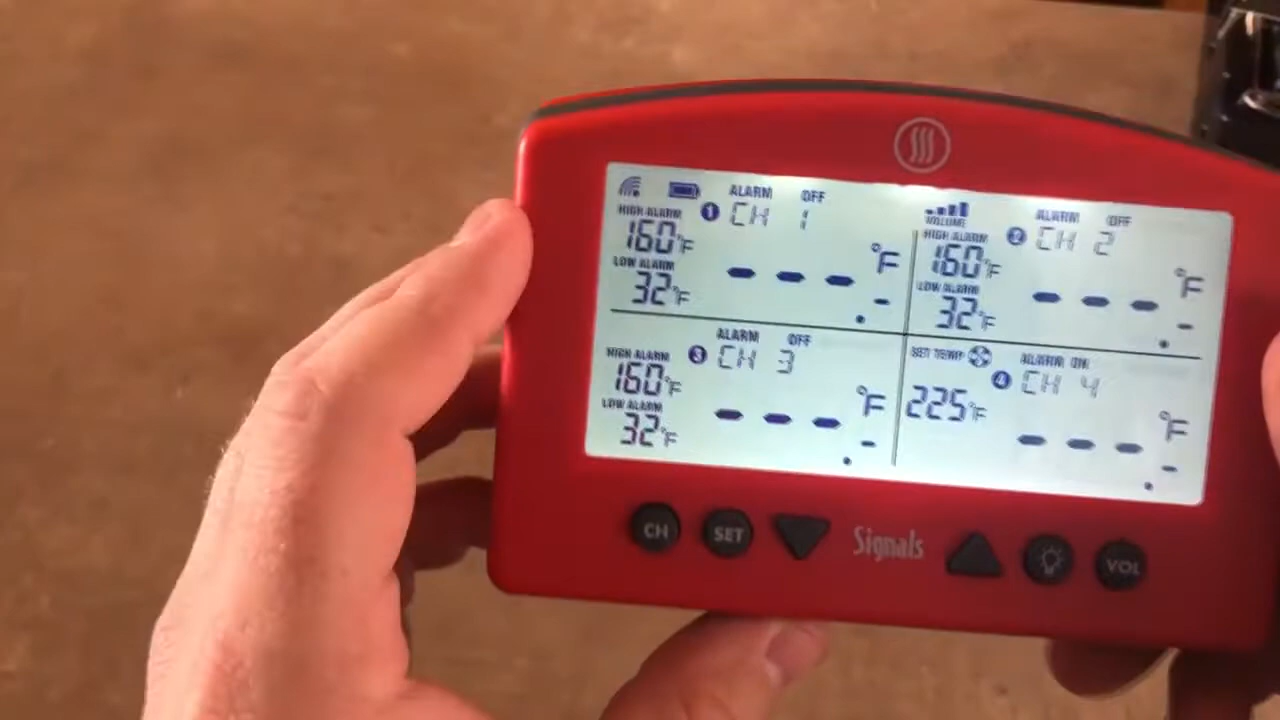 1 ALARM OFF
CH 1
HIGH ALARM
160°F
LOW ALARM
32°F
---.-°F
VOLUME
2 ALARM OFF
CH 2
HIGH ALARM
160°F
LOW ALARM
32°F
---.-°F
3 ALARM OFF
CH 3
HIGH ALARM
160°F
LOW ALARM
32°F
---.-°F
SET TEMP
4 ALARM ON
CH 4
225°F
---.-°F
CH SET Signals VOL